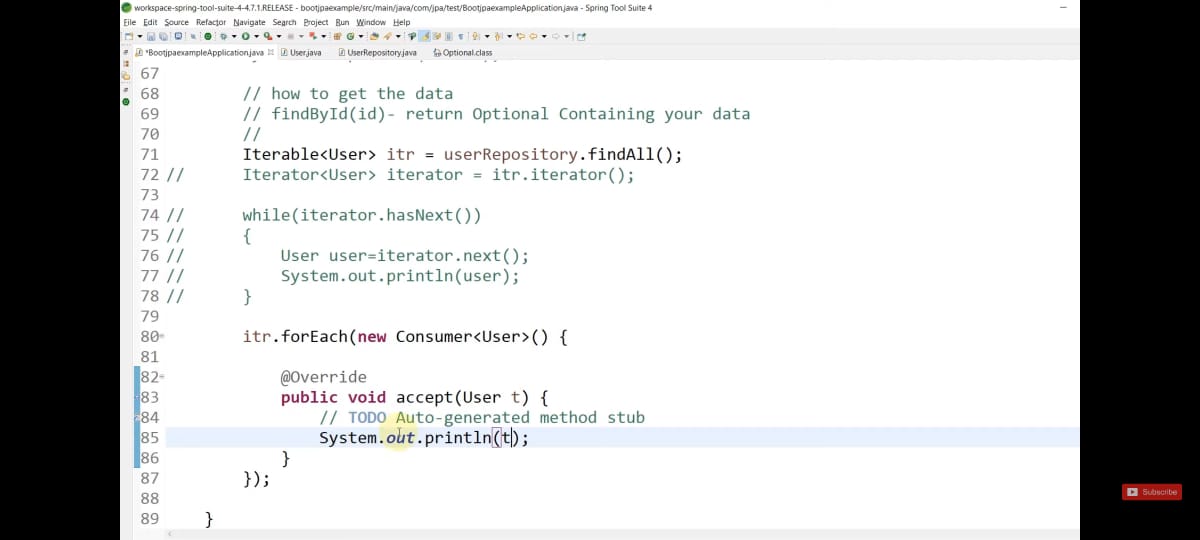 workspace-spring-tool-suite-4-4.7.1.RELEASE - bootjpaexample/src/main/java/com/jpa/test/BootjpaexampleApplication.java - Spring Tool Suite 4
File Edit Source Refactor Navigate Search Project Run Window Help
*BootjpaexampleApplication.java User.java UserRepository.java Optional.class
67
68 // how to get the data
69 // findById(id)- return Optional Containing your data
70 //
71 Iterable<User> itr = userRepository.findAll();
72 // Iterator<User> iterator = itr.iterator();
73
74 // while(iterator.hasNext())
75 // {
76 // User user=iterator.next();
77 // System.out.println(user);
78 // }
79
80 itr.forEach(new Consumer<User>() {
81
82 @Override
83 public void accept(User t) {
84 // TODO Auto-generated method stub
85 System.out.println(t);
86 }
87 });
88
89 }
Subscribe